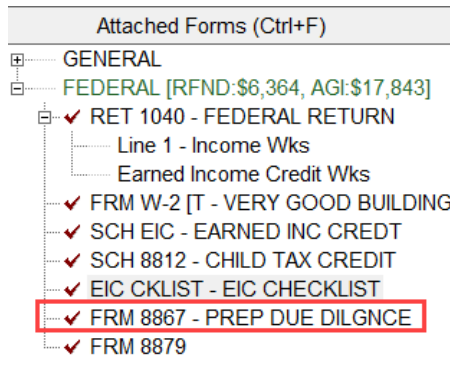 Attached Forms (Ctrl+F)
GENERAL
FEDERAL [RFND:$6,364, AGI:$17,843]
RET 1040 - FEDERAL RETURN
Line 1 - Income Wks
Earned Income Credit Wks
FRM W-2 [T - VERY GOOD BUILDING
SCH EIC - EARNED INC CREDT
SCH 8812 - CHILD TAX CREDIT
EIC CKLIST - EIC CHECKLIST
FRM 8867 - PREP DUE DILGNCE
FRM 8879